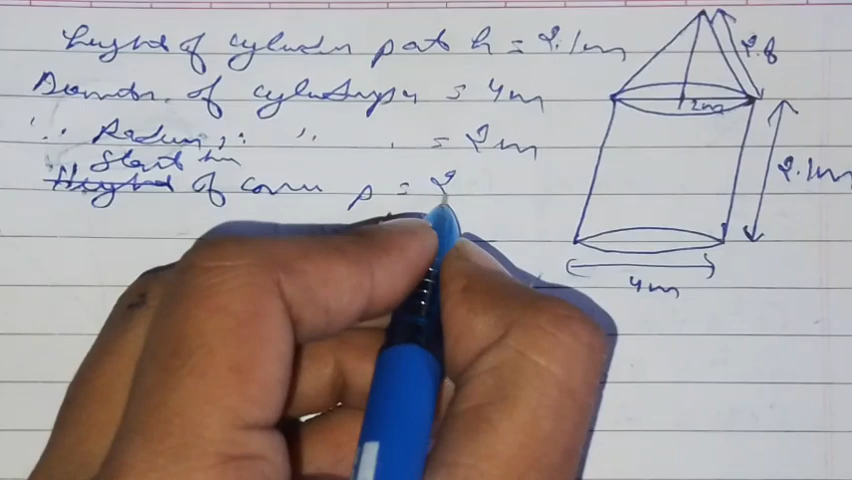 height of cylinder part h = 2.1m
Diameter of cylinder = 4m
∴ Radius ,, ,, = 2m
Slant
of cone l = 2
2.8
2m
2.1m
4m